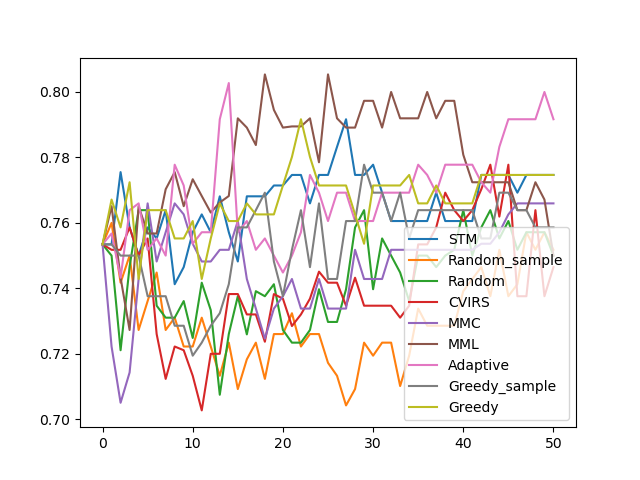 0.80
0.78
0.76
0.74
0.72
0.70
0
10
20
30
40
50
STM
Random_sample
Random
CVIRS
MMC
MML
Adaptive
Greedy_sample
Greedy